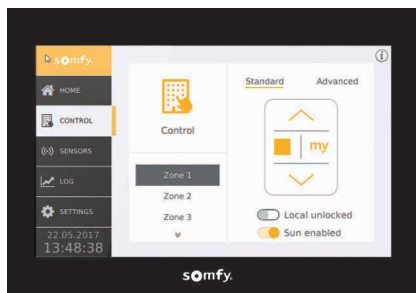 somfy
HOME
CONTROL
SENSORS
LOG
SETTINGS
22.05.2017
13:48:38
Control
Zone 1
Zone 2
Zone 3
Standard Advanced
my
Local unlocked
Sun enabled
i
somfy.